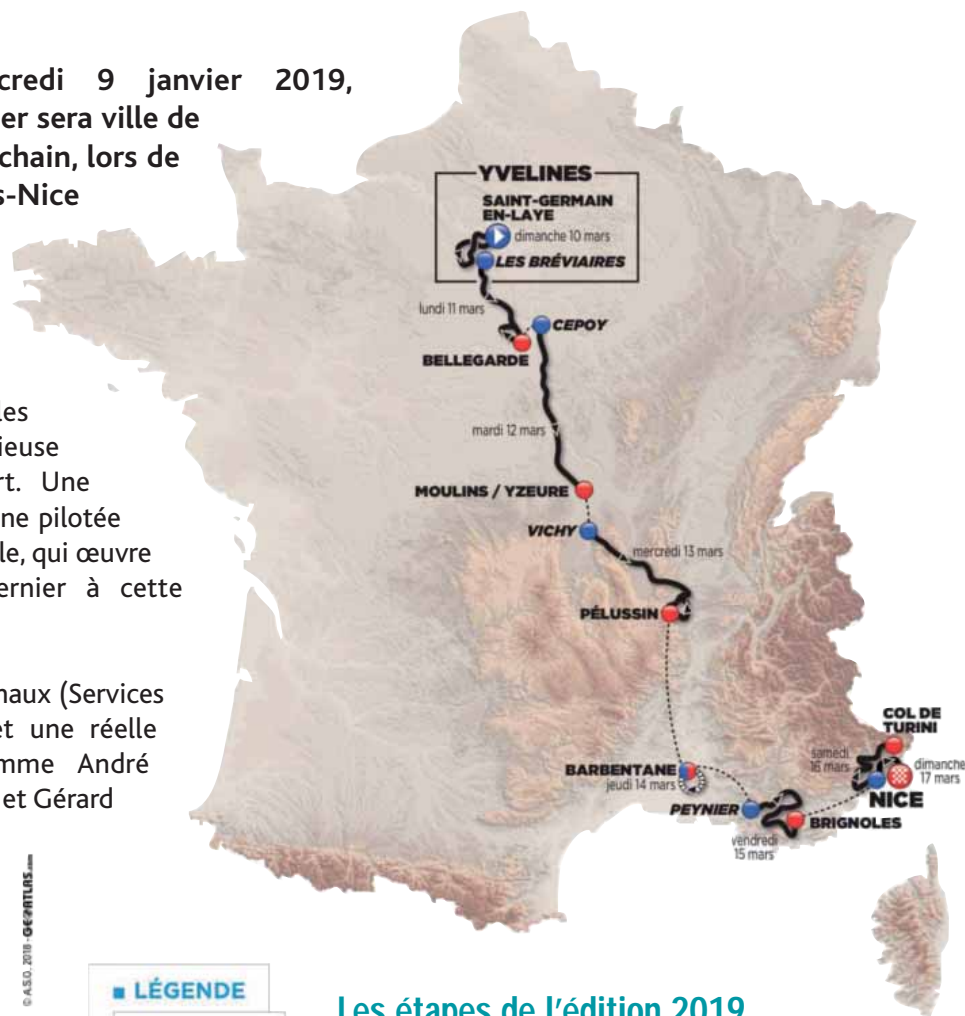 credi 9 janvier 2019,
er sera ville de
chain, lors de
s-Nice
les
ieuse
rt. Une
ne pilotée
le, qui œuvre
ernier à cette
naux (Services
et une réelle
mme André
et Gérard
YVELINES
SAINT-GERMAIN
EN-LAYE
dimanche 10 mars
LES BRÉVIAIRES
lundi 11 mars
CEPOY
BELLEGARDE
mardi 12 mars
MOULINS / YZEURE
VICHY
mercredi 13 mars
PÉLUSSIN
COL DE
TURINI
samedi
16 mars
dimanche
17 mars
NICE
BARBENTANE
jeudi 14 mars
PEYNIER
BRIGNOLES
vendredi
15 mars
© A.S.O. 2018 - GEOATLAS.com
LÉGENDE
Les étapes de l'édition 2019